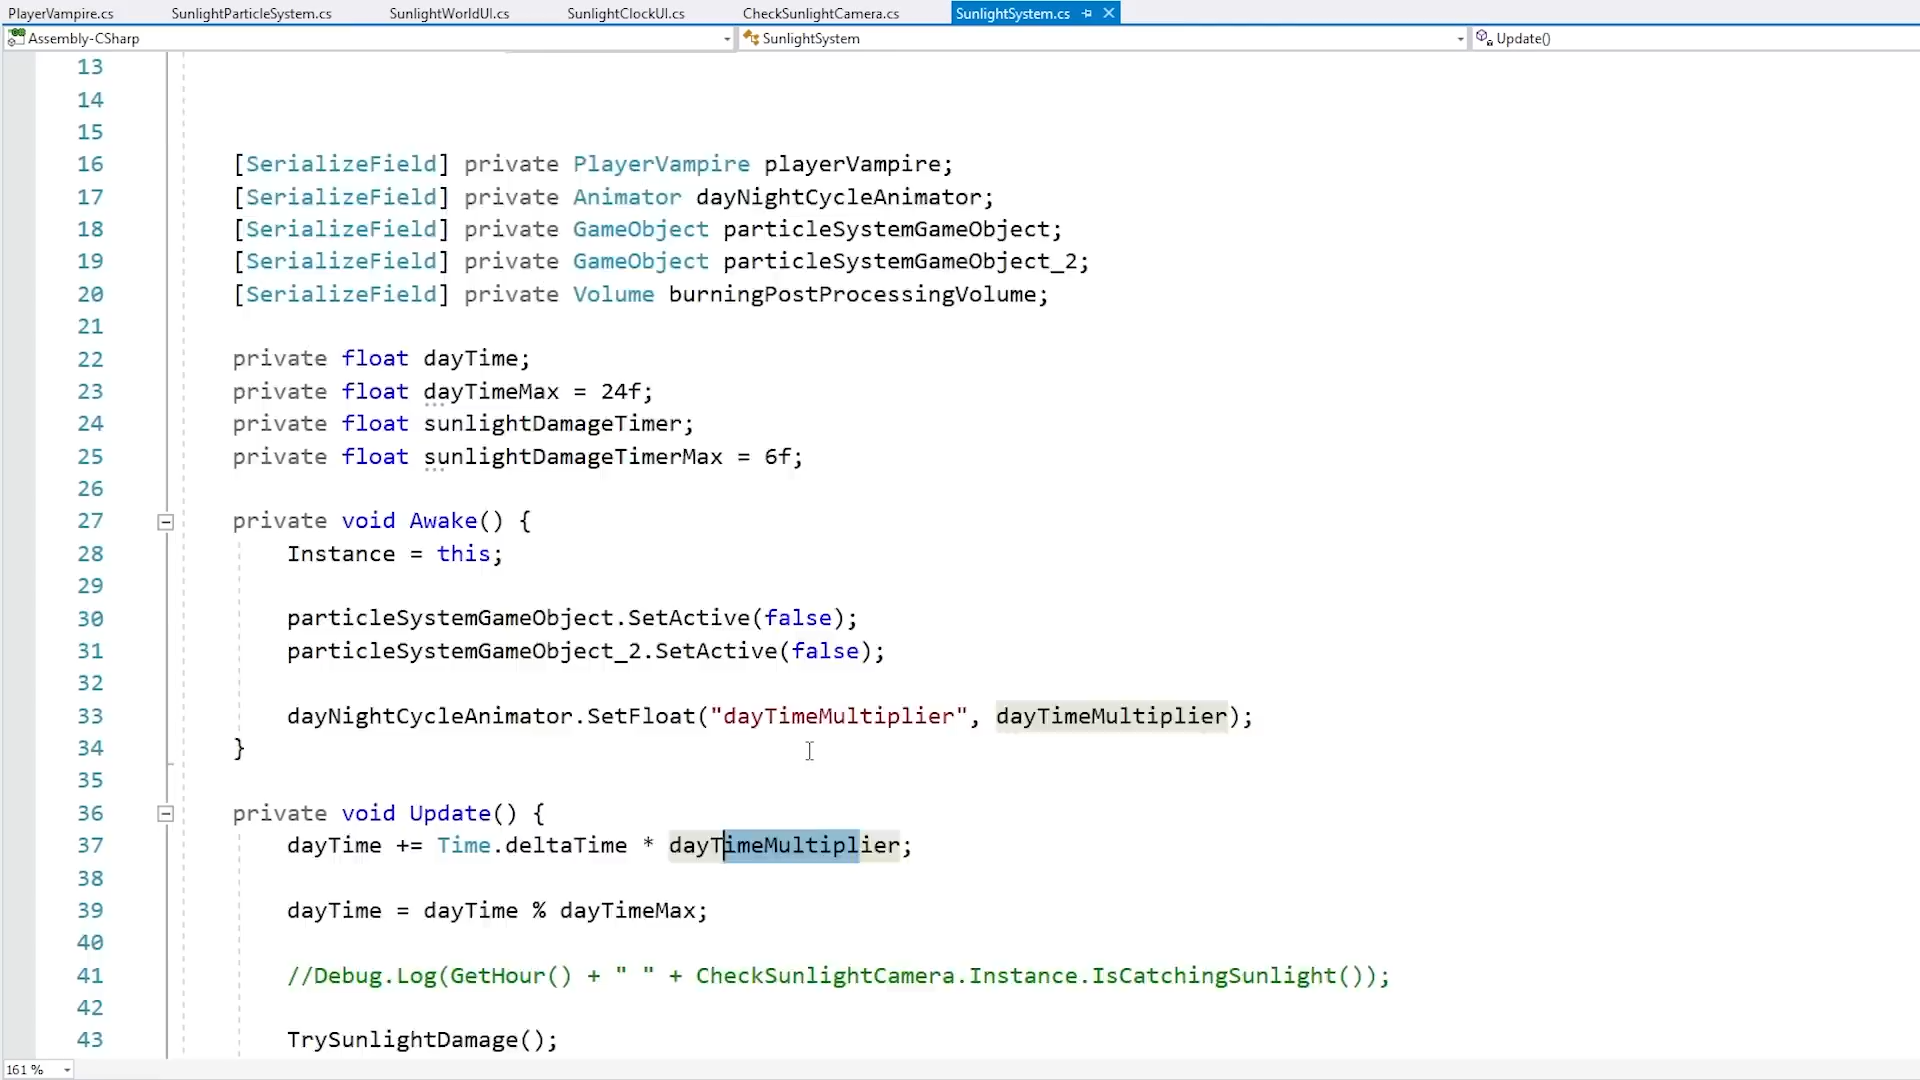 PlayerVampire.cs SunlightParticleSystem.cs SunlightWorldUI.cs SunlightClockUI.cs CheckSunlightCamera.cs SunlightSystem.cs
Assembly-CSharp SunlightSystem Update()
13
14
15
16 [SerializeField] private PlayerVampire playerVampire;
17 [SerializeField] private Animator dayNightCycleAnimator;
18 [SerializeField] private GameObject particleSystemGameObject;
19 [SerializeField] private GameObject particleSystemGameObject_2;
20 [SerializeField] private Volume burningPostProcessingVolume;
21
22 private float dayTime;
23 private float dayTimeMax = 24f;
24 private float sunlightDamageTimer;
25 private float sunlightDamageTimerMax = 6f;
26
27 private void Awake() {
28 Instance = this;
29
30 particleSystemGameObject.SetActive(false);
31 particleSystemGameObject_2.SetActive(false);
32
33 dayNightCycleAnimator.SetFloat("dayTimeMultiplier", dayTimeMultiplier);
34 }
35
36 private void Update() {
37 dayTime += Time.deltaTime * dayTimeMultiplier;
38
39 dayTime = dayTime % dayTimeMax;
40
41 //Debug.Log(GetHour() + " " + CheckSunlightCamera.Instance.IsCatchingSunlight());
42
43 TrySunlightDamage();
161 %